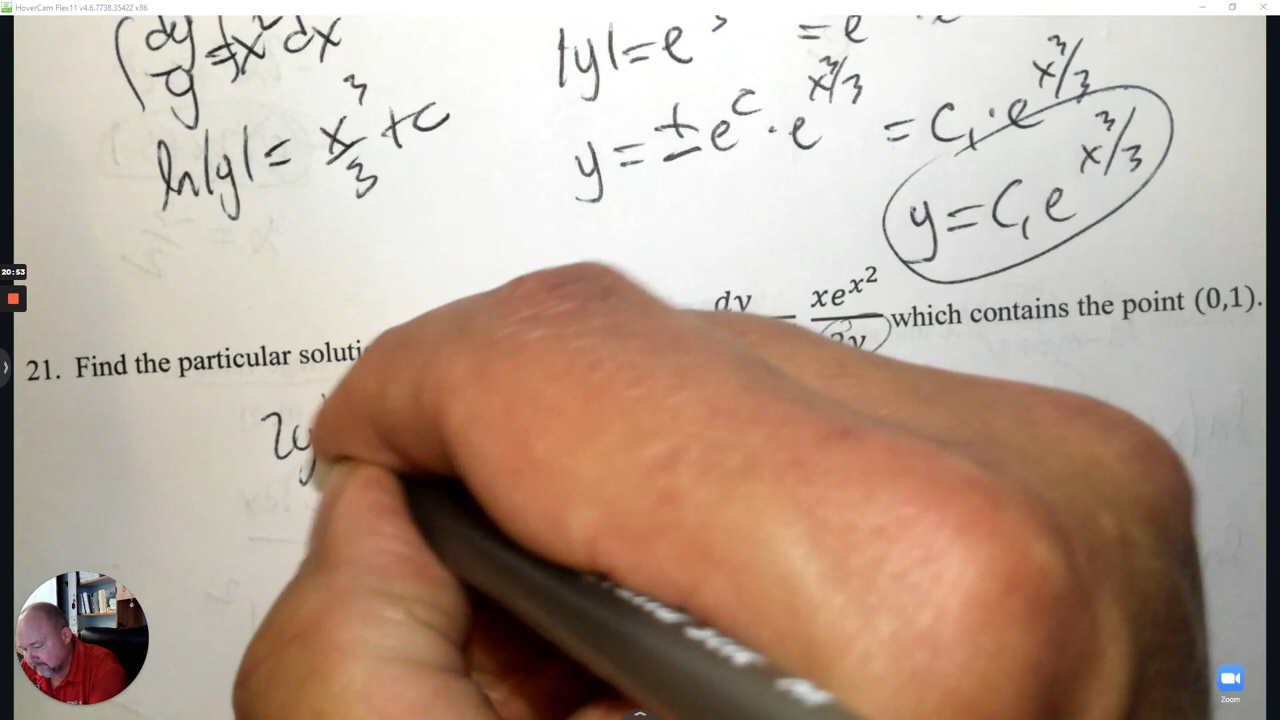 HoverCam Flex11 v4.6.7738.35422 x86
∫ dy/y = ∫x² dx
|y| = e
= e
ln|y| = x³/3 + C
y = ± e^C · e^(x³/3) = C₁ · e^(x³/3)
y = C₁ e^(x³/3)
20:53
21. Find the particular soluti dy xe^(x²) / 2y which contains the point (0,1).
2y
Zoom